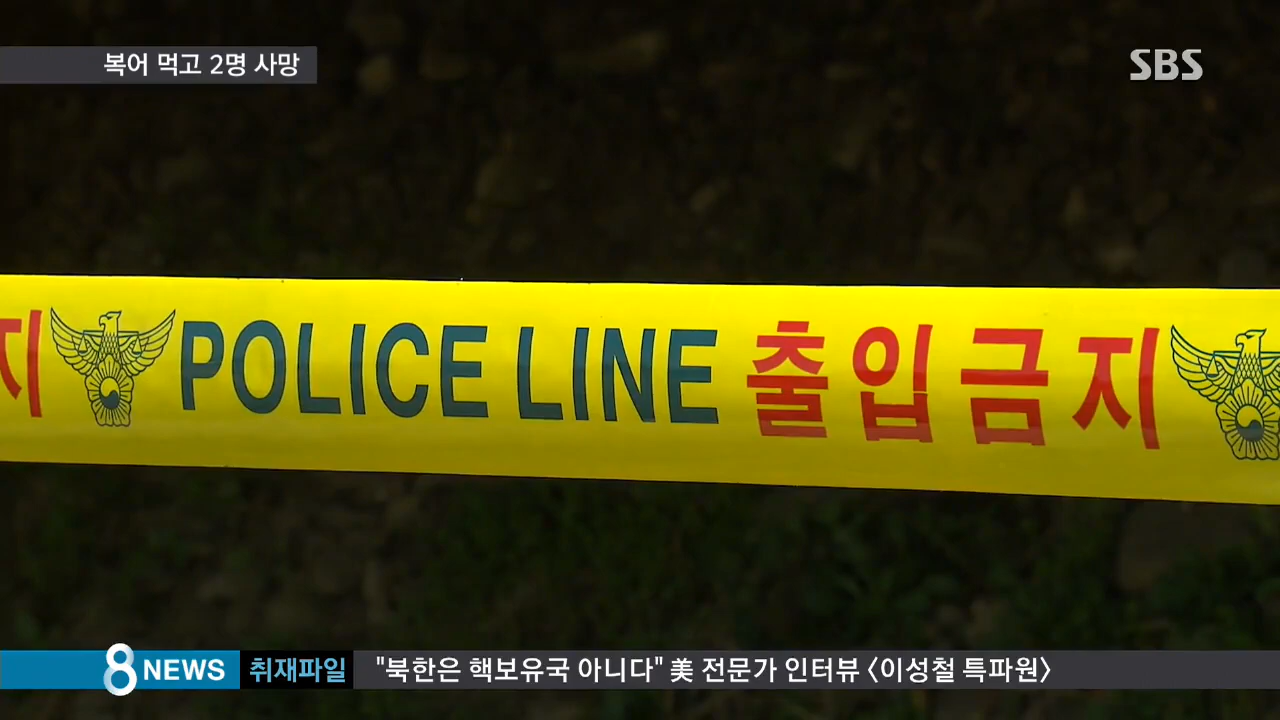 복어 먹고 2명 사망
SBS
지 POLICE LINE 출입금지
8 NEWS 취재파일 "북한은 핵보유국 아니다" 美 전문가 인터뷰 <이성철 특파원>